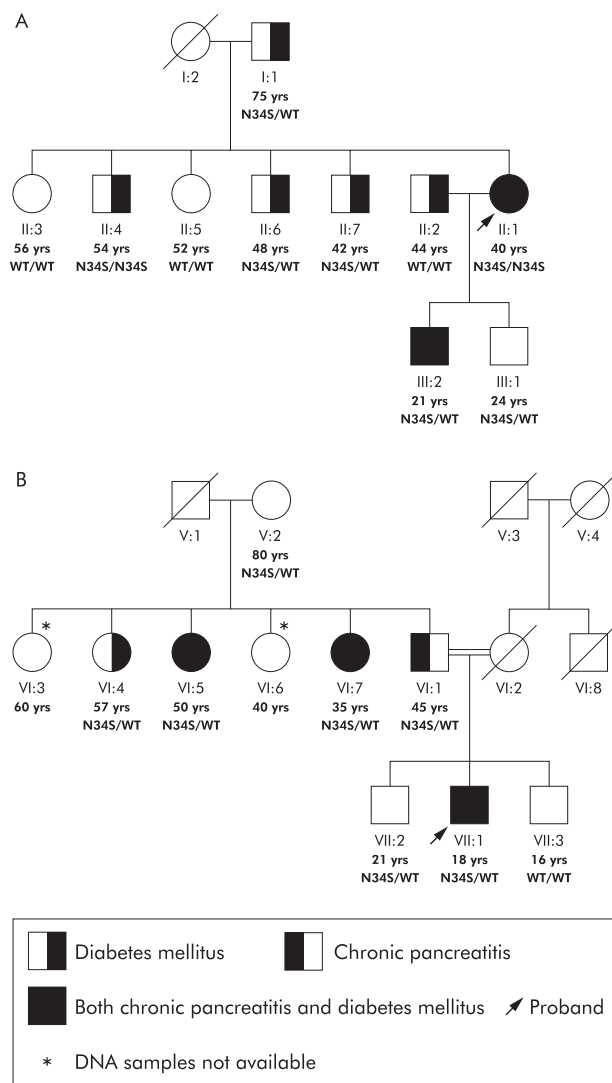 A
I:2 I:1
75 yrs
N34S/WT
II:3 II:4 II:5 II:6 II:7 II:2 II:1
56 yrs 54 yrs 52 yrs 48 yrs 42 yrs 44 yrs 40 yrs
WT/WT N34S/N34S WT/WT N34S/WT N34S/WT WT/WT N34S/N34S
III:2 III:1
21 yrs 24 yrs
N34S/WT N34S/WT
B
V:1 V:2 V:3 V:4
80 yrs
N34S/WT
* *
VI:3 VI:4 VI:5 VI:6 VI:7 VI:1 VI:2 VI:8
60 yrs 57 yrs 50 yrs 40 yrs 35 yrs 45 yrs
N34S/WT N34S/WT N34S/WT N34S/WT
VII:2 VII:1 VII:3
21 yrs 18 yrs 16 yrs
N34S/WT N34S/WT WT/WT
Diabetes mellitus Chronic pancreatitis
Both chronic pancreatitis and diabetes mellitus Proband
* DNA samples not available